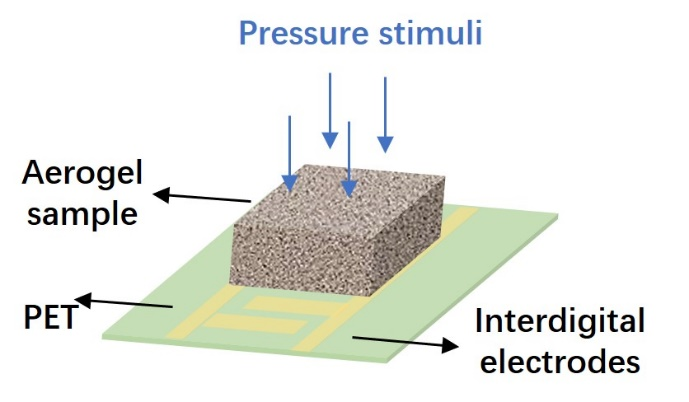 Pressure stimuli
Aerogel
sample
PET
Interdigital
electrodes